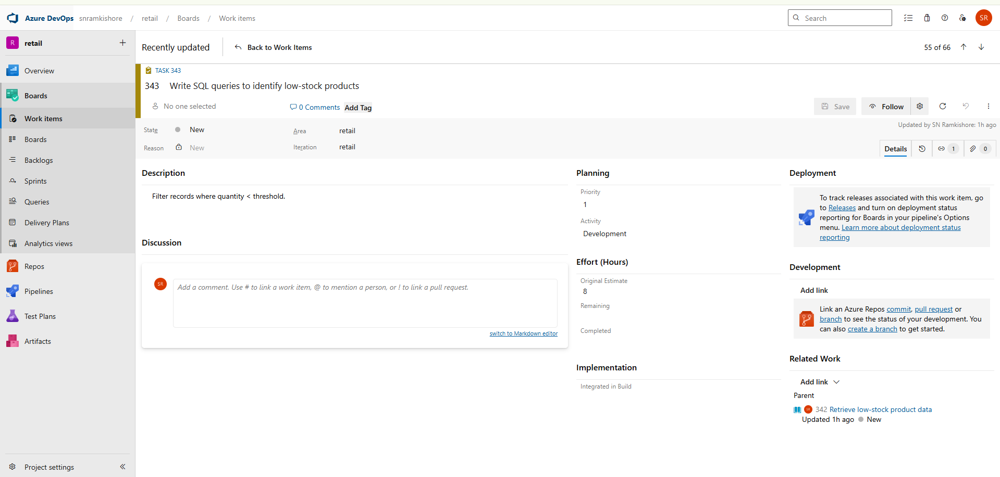 Azure DevOps snramkishore / retail / Boards / Work items
Search
SR
R retail
Overview
Boards
Work items
Boards
Backlogs
Sprints
Queries
Delivery Plans
Analytics views
Repos
Pipelines
Test Plans
Artifacts
Project settings
Recently updated
Back to Work Items
55 of 66
TASK 343
343 Write SQL queries to identify low-stock products
No one selected
0 Comments
Add Tag
Save
Follow
State New
Area retail
Reason New
Iteration retail
Updated by SN Ramkishore: 1h ago
Details
1
0
Description
Filter records where quantity < threshold.
Discussion
SR
Add a comment. Use # to link a work item, @ to mention a person, or ! to link a pull request.
switch to Markdown editor
Planning
Priority
1
Activity
Development
Effort (Hours)
Original Estimate
8
Remaining
Completed
Implementation
Integrated in Build
Deployment
To track releases associated with this work item, go
to Releases and turn on deployment status
reporting for Boards in your pipeline's Options
menu. Learn more about deployment status
reporting
Development
Add link
Link an Azure Repos commit, pull request or
branch to see the status of your development. You
can also create a branch to get started.
Related Work
Add link
Parent
SR 342 Retrieve low-stock product data
Updated 1h ago New